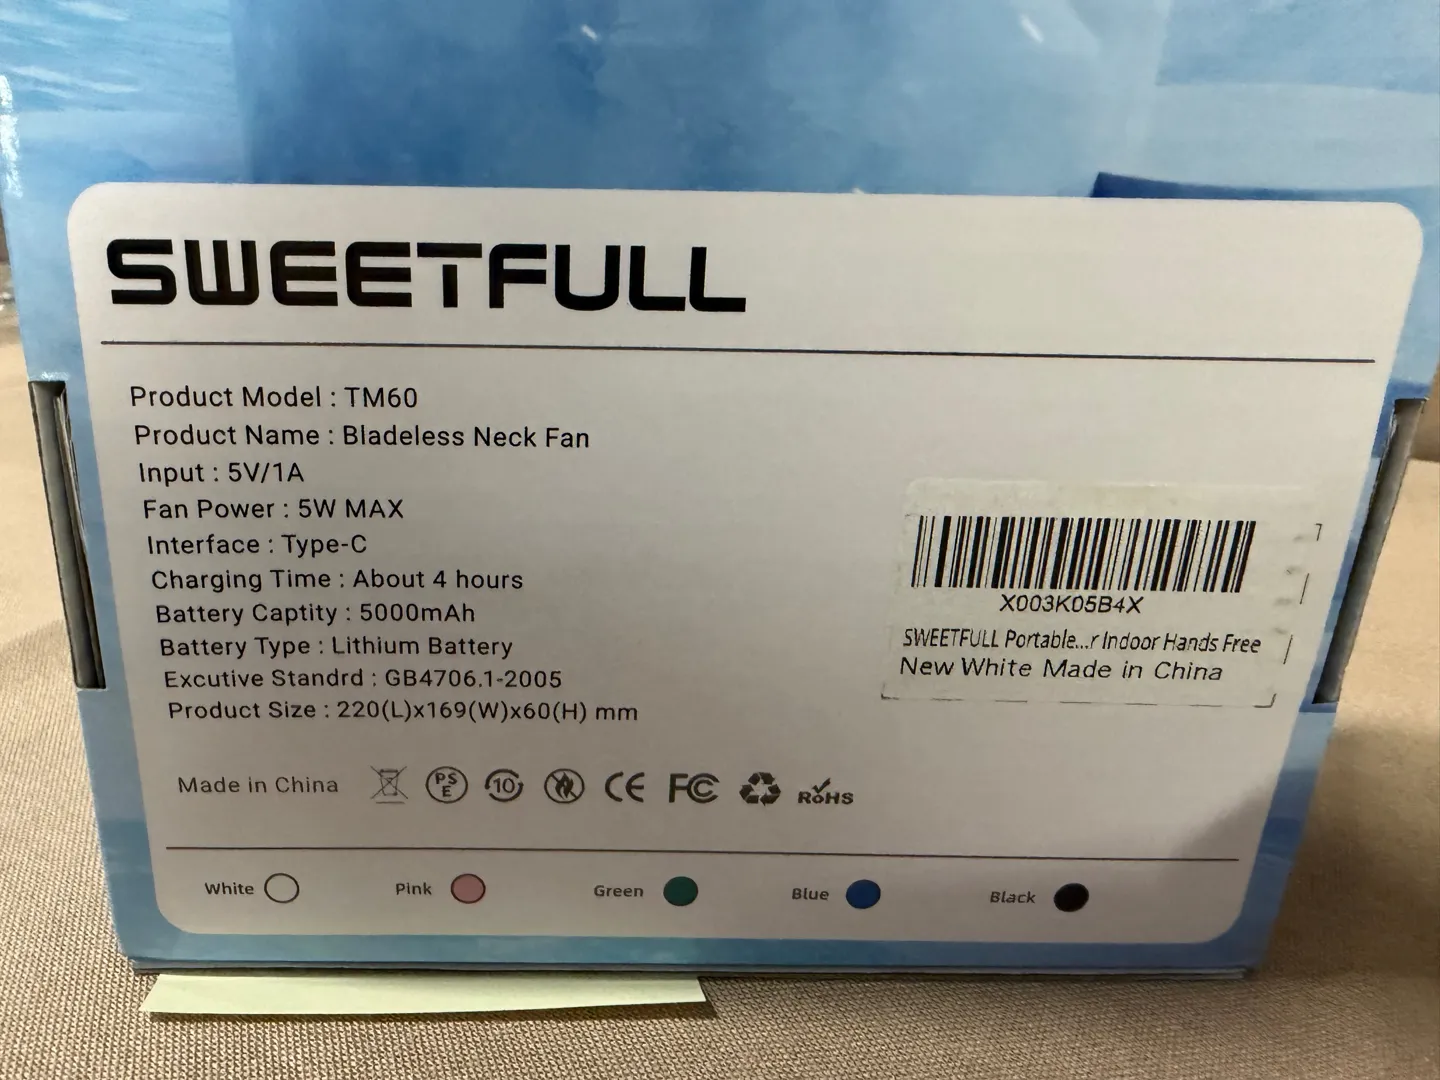 SWEETFULL
Product Model : TM60
Product Name : Bladeless Neck Fan
Input : 5V/1A
Fan Power : 5W MAX
Interface : Type-C
Charging Time : About 4 hours
Battery Captity : 5000mAh
Battery Type : Lithium Battery
Excutive Standrd : GB4706.1-2005
Product Size : 220(L)x169(W)x60(H) mm
X003K05B4X
SWEETFULL Portable...r Indoor Hands Free
New White Made in China
Made in China PSE 10 CE FC RoHS
White Pink Green Blue Black